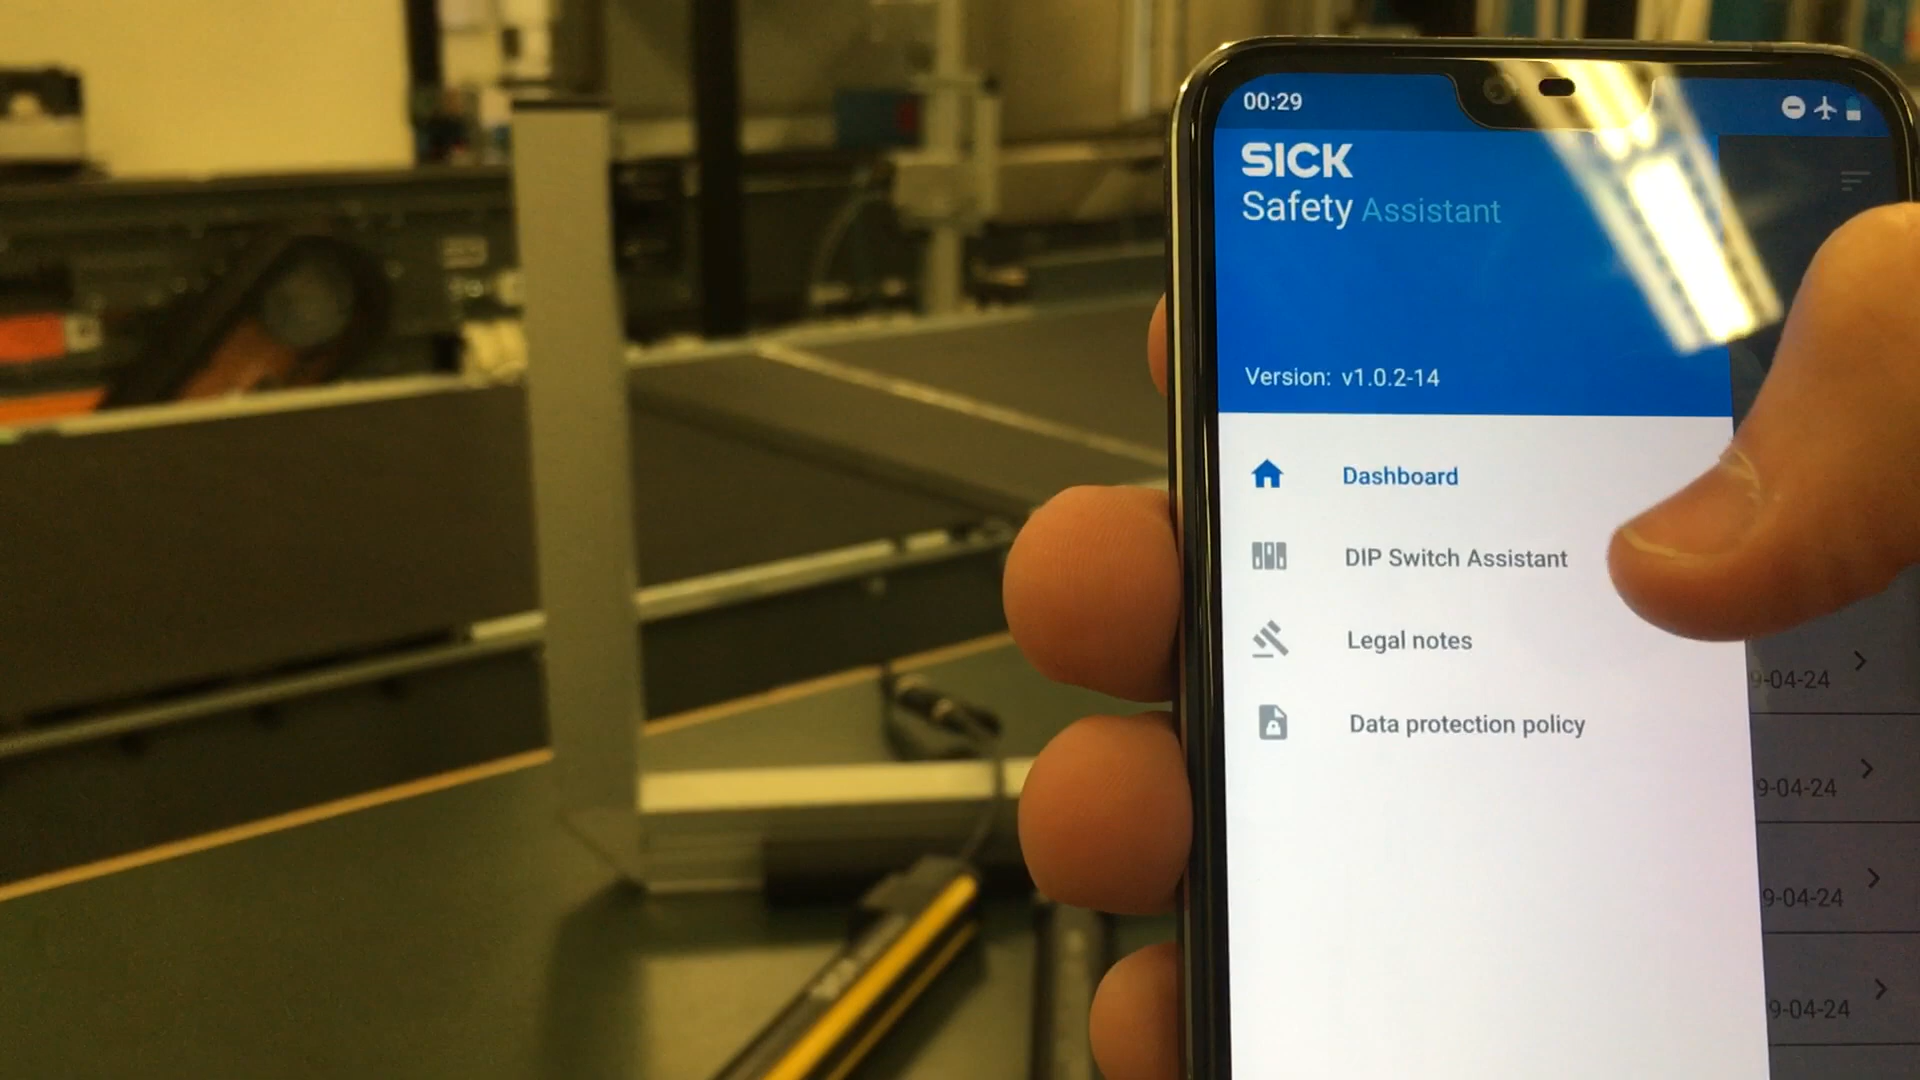 00:29
SICK
Safety Assistant
Version: v1.0.2-14
Dashboard
DIP Switch Assistant
Legal notes
Data protection policy
9-04-24
9-04-24
9-04-24
9-04-24